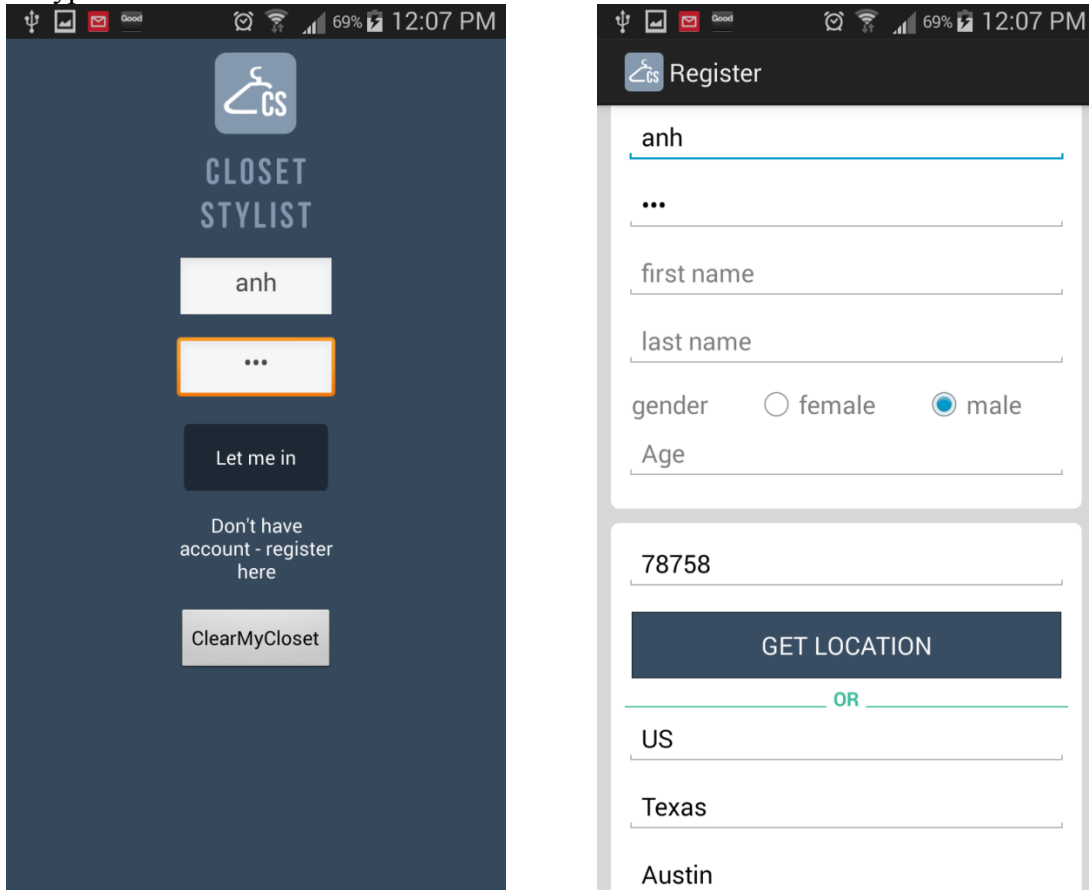 Good
69%
12:07 PM
CS
CLOSET
STYLIST
anh
•••
Let me in
Don't have
account - register
here
ClearMyCloset
Good
69%
12:07 PM
CS
Register
anh
•••
first name
last name
gender female male
Age
78758
GET LOCATION
OR
US
Texas
Austin